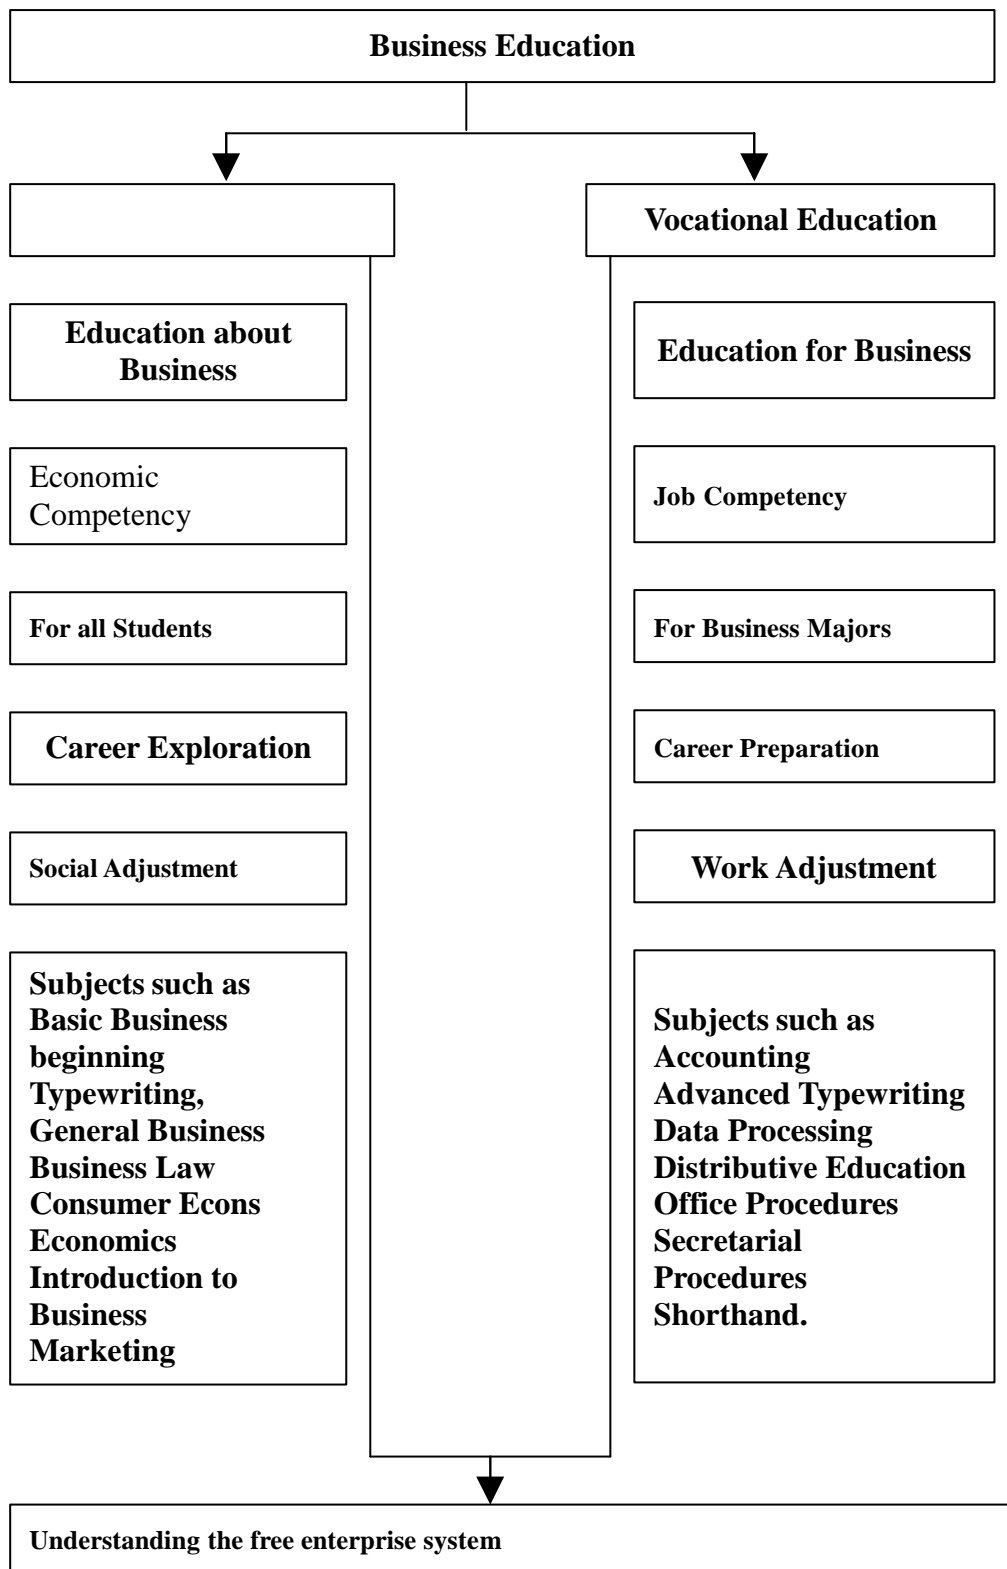 Business Education
Vocational Education
Education about
Business
Education for Business
Economic
Competency
Job Competency
For all Students
For Business Majors
Career Exploration
Career Preparation
Social Adjustment
Work Adjustment
Subjects such as
Basic Business
beginning
Typewriting,
General Business
Business Law
Consumer Econs
Economics
Introduction to
Business
Marketing
Subjects such as
Accounting
Advanced Typewriting
Data Processing
Distributive Education
Office Procedures
Secretarial
Procedures
Shorthand.
Understanding the free enterprise system